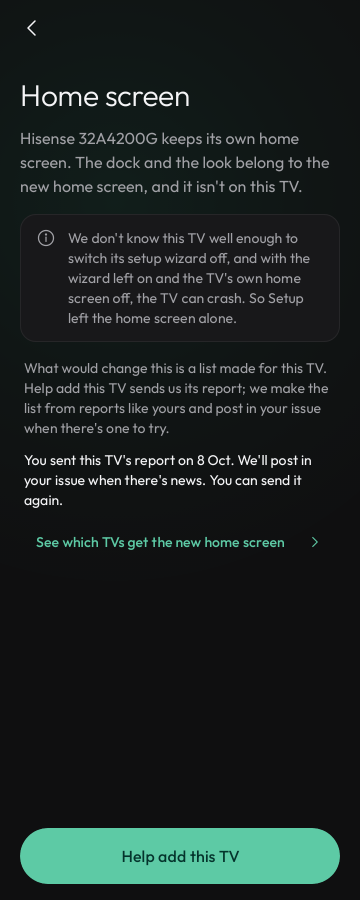 Home screen
Hisense 32A4200G keeps its own home
screen. The dock and the look belong to the
new home screen, and it isn't on this TV.
We don't know this TV well enough to
switch its setup wizard off, and with the
wizard left on and the TV's own home
screen off, the TV can crash. So Setup
left the home screen alone.
What would change this is a list made for this TV.
Help add this TV sends us its report; we make the
list from reports like yours and post in your issue
when there's one to try.
You sent this TV's report on 8 Oct. We'll post in
your issue when there's news. You can send it
again.
See which TVs get the new home screen
Help add this TV